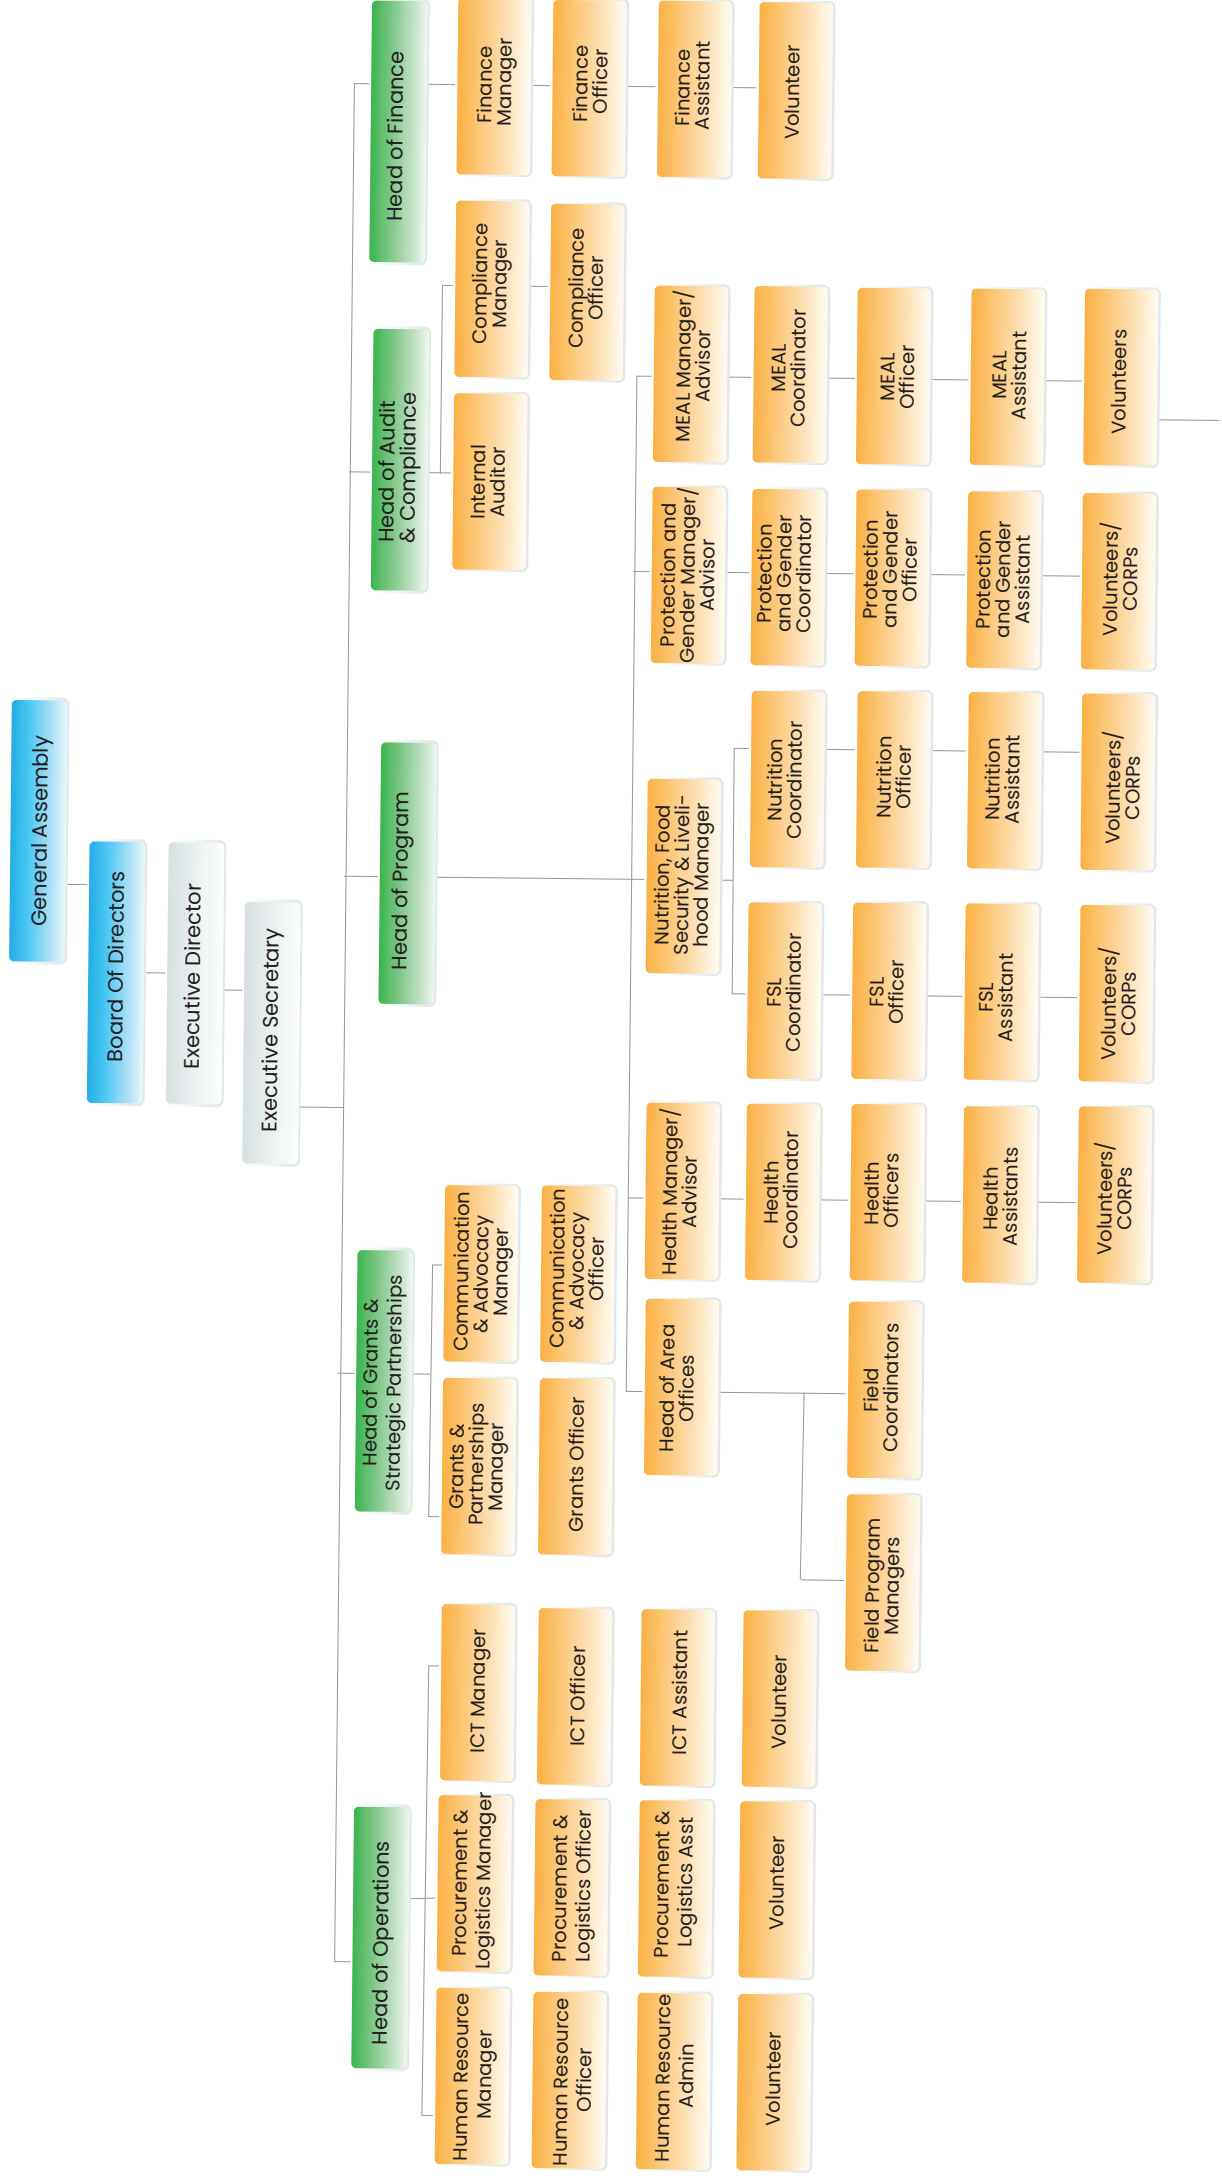 General Assembly
Board Of Directors
Executive Director
Executive Secretary
Head of Operations
Head of Grants &
Strategic Partnerships
Head of Program
Head of Audit
& Compliance
Head of Finance
Human Resource
Manager
Procurement &
Logistics Manager
ICT Manager
Grants &
Partnerships
Manager
Communication
& Advocacy
Manager
Internal
Auditor
Compliance
Manager
Finance
Manager
Human Resource
Officer
Procurement &
Logistics Officer
ICT Officer
Grants Officer
Communication
& Advocacy
Officer
Compliance
Officer
Finance
Officer
Human Resource
Admin
Procurement &
Logistics Asst
ICT Assistant
Head of Area
Offices
Health Manager/
Advisor
Nutrition, Food
Security & Liveli-
hood Manager
Protection and
Gender Manager/
Advisor
MEAL Manager/
Advisor
Finance
Assistant
Volunteer
Volunteer
Volunteer
Health
Coordinator
FSL
Coordinator
Nutrition
Coordinator
Protection
and Gender
Coordinator
MEAL
Coordinator
Volunteer
Field Program
Managers
Field
Coordinators
Health
Officers
FSL
Officer
Nutrition
Officer
Protection
and Gender
Officer
MEAL
Officer
Health
Assistants
FSL
Assistant
Nutrition
Assistant
Protection
and Gender
Assistant
MEAL
Assistant
Volunteers/
CORPs
Volunteers/
CORPs
Volunteers/
CORPs
Volunteers/
CORPs
Volunteers